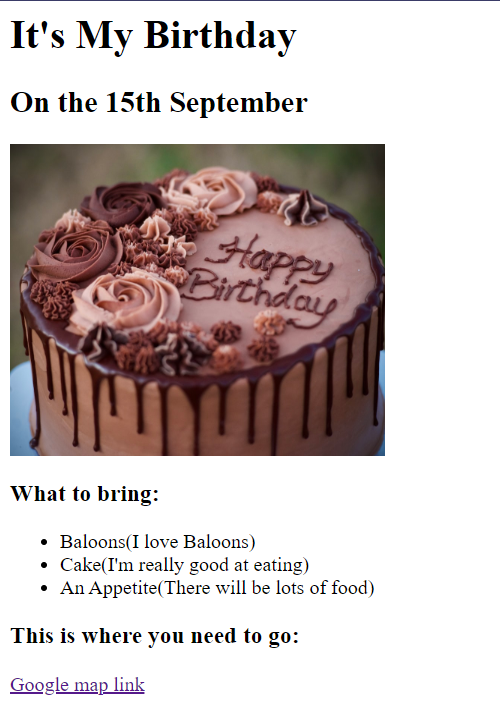 It's My Birthday
On the 15th September
Happy
Birthday
What to bring:
Baloons(I love Baloons)
Cake(I'm really good at eating)
An Appetite(There will be lots of food)
This is where you need to go:
Google map link